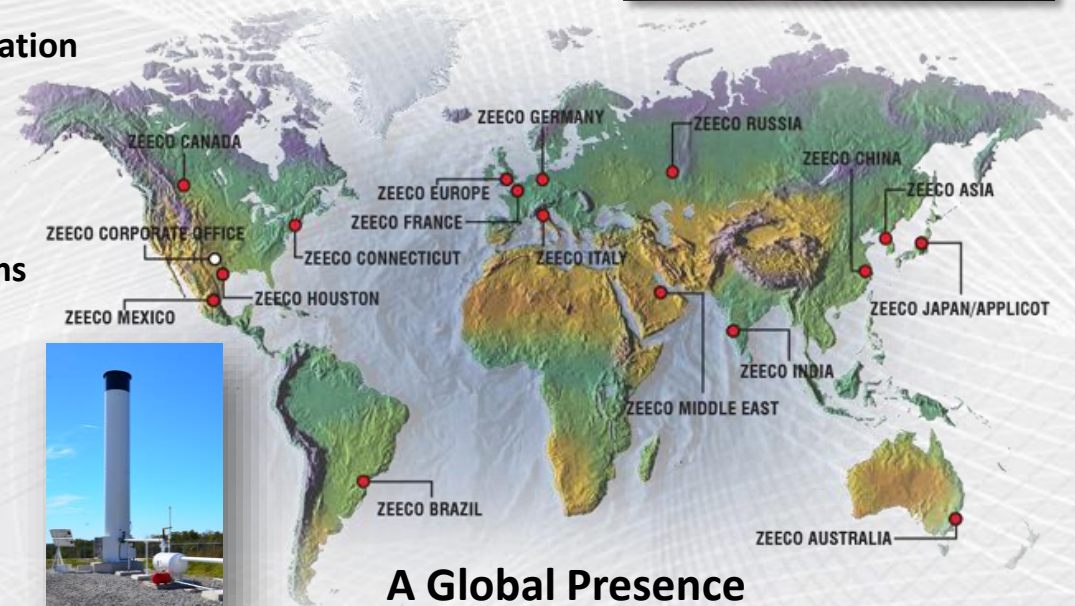 ZEECO GERMANY
ZEECO RUSSIA
ZEECO CANADA
ZEECO CHINA
ZEECO EUROPE
ZEECO ASIA
ZEECO FRANCE
ZEECO CORPORATE OFFICE
ZEECO CONNECTICUT
ZEECO ITALY
ZEECO HOUSTON
ZEECO MEXICO
ZEECO JAPAN/APPLICOT
ZEECO INDIA
ZEECO MIDDLE EAST
ZEECO BRAZIL
ZEECO AUSTRALIA
A Global Presence